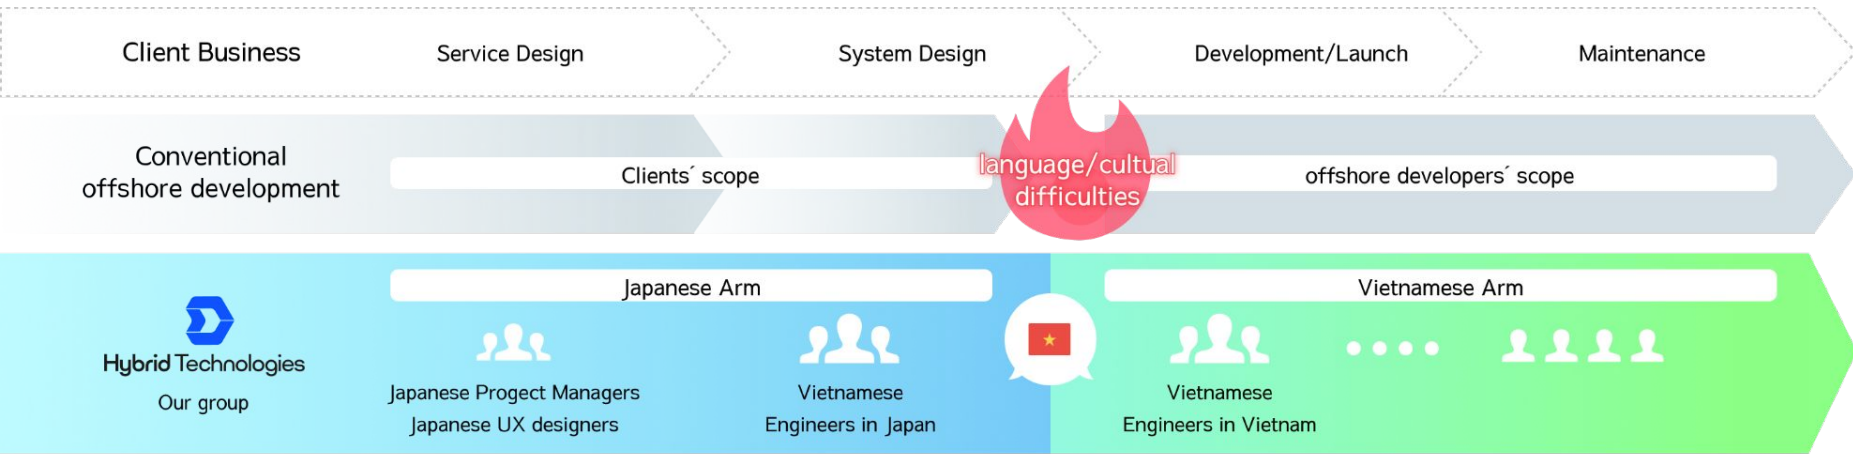 Client Business
Service Design
System Design
Development/Launch
Maintenance
Conventional
offshore development
Clients´ scope
language/cultual
difficulties
offshore developers´ scope
Japanese Arm
Vietnamese Arm
Hybrid Technologies
Our group
Japanese Progect Managers
Japanese UX designers
Vietnamese
Engineers in Japan
Vietnamese
Engineers in Vietnam